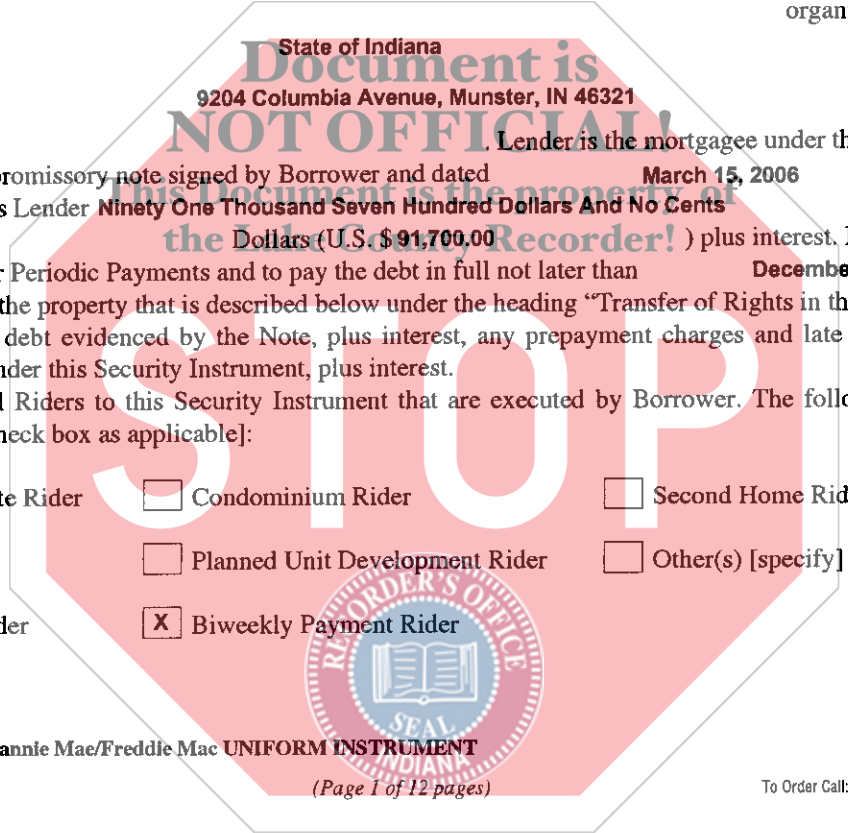 organ
State of Indiana
Document is
9204 Columbia Avenue, Munster, IN 46321
NOT OFFICIAL!
. Lender is the mortgagee under th
romissory note signed by Borrower and dated March 15, 2006
This Document is the property of
s Lender Ninety One Thousand Seven Hundred Dollars And No Cents
the Lake County Recorder!
Dollars (U.S. $ 91,700.00 ) plus interest.
r Periodic Payments and to pay the debt in full not later than Decembe
the property that is described below under the heading “Transfer of Rights in th
debt evidenced by the Note, plus interest, any prepayment charges and late
nder this Security Instrument, plus interest.
l Riders to this Security Instrument that are executed by Borrower. The follo
heck box as applicable]:
STOP
te Rider Condominium Rider Second Home Rid
Planned Unit Development Rider Other(s) [specify]
der X Biweekly Payment Rider
RECORDER'S OFFICE
SEAL
INDIANA
annie Mae/Freddie Mac UNIFORM INSTRUMENT
(Page 1 of 12 pages)
To Order Call: